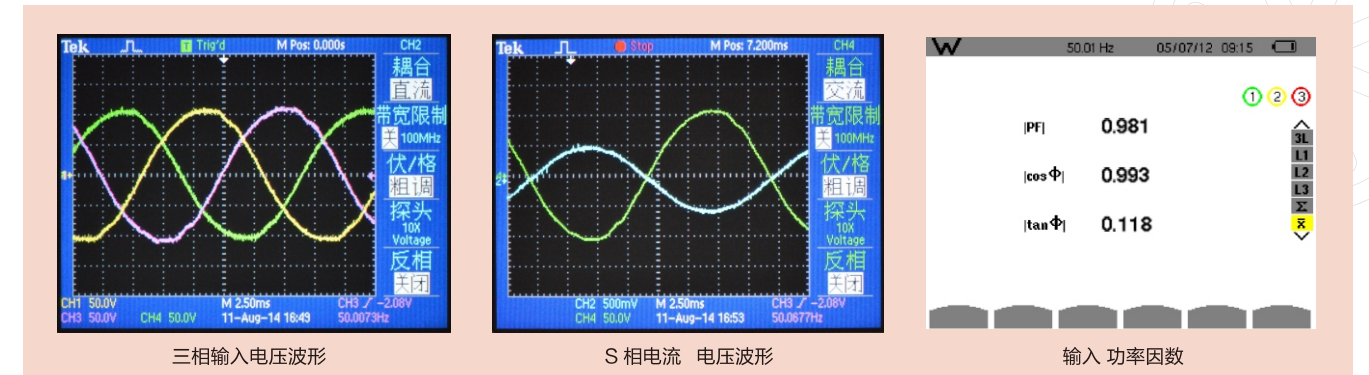 Tek
T Trig'd
M Pos: 0.000s
CH2
耦合
直流
带宽限制
关 100MHz
伏/格
粗调
探头
10X
Voltage
反相
关闭
1
CH1 50.0V
M 2.50ms
CH3 -2.08V
CH3 50.0V
CH4 50.0V
11-Aug-14 16:49
50.0073Hz
三相输入电压波形
Tek
Stop
M Pos: 7.200ms
CH4
耦合
交流
带宽限制
关 100MHz
伏/格
粗调
探头
10X
Voltage
反相
关闭
2
CH2 500mV
M 2.50ms
CH3 -2.08V
CH4 50.0V
11-Aug-14 16:53
50.0677Hz
S 相电流 电压波形
W
50.01 Hz
05/07/12 09:15
1 2 3
|PF| 0.981
3L
L1
|cos Φ| 0.993
L2
L3
Σ
|tan Φ| 0.118
x̄
输入 功率因数